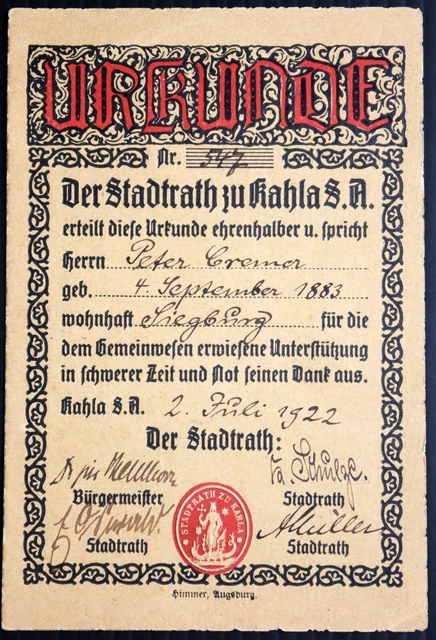 URKUNDE
Nr. 547
Der Stadtrath zu Kahla S.A.
erteilt diese Urkunde ehrenhalber u. spricht
Herrn Peter Cremer
geb. 4. September 1883
wohnhaft Siegburg für die
dem Gemeinwesen erwiesene Unterstützung
in schwerer Zeit und Not seinen Dank aus.
Kahla S.A. 2. Juli 1922
Der Stadtrath:
Schulze
Bürgermeister Stadtrath
STADTRATH ZU KAHLA
AMüller
Stadtrath Stadtrath
Himmer, Augsburg.